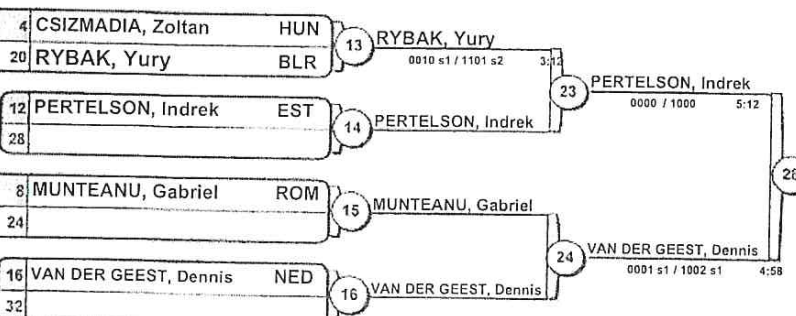 4 CSIZMADIA, Zoltan HUN
20 RYBAK, Yury BLR
13 RYBAK, Yury
0010 s1 / 1101 s2 3:12
12 PERTELSON, Indrek EST
28
14 PERTELSON, Indrek
23 PERTELSON, Indrek
0000 / 1000 5:12
8 MUNTEANU, Gabriel ROM
24
15 MUNTEANU, Gabriel
16 VAN DER GEEST, Dennis NED
32
16 VAN DER GEEST, Dennis
24 VAN DER GEEST, Dennis
0001 s1 / 1002 s1 4:58